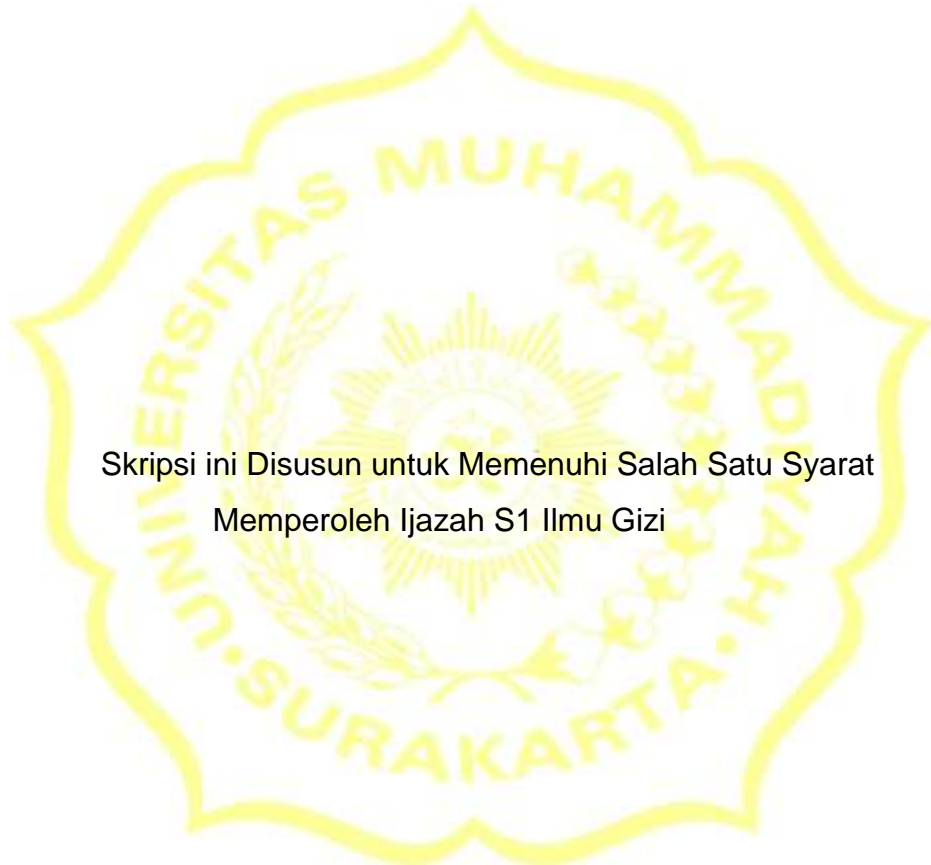 UNIVERSITAS MUHAMMADIYAH
Skripsi ini Disusun untuk Memenuhi Salah Satu Syarat
Memperoleh Ijazah S1 Ilmu Gizi
SURAKARTA